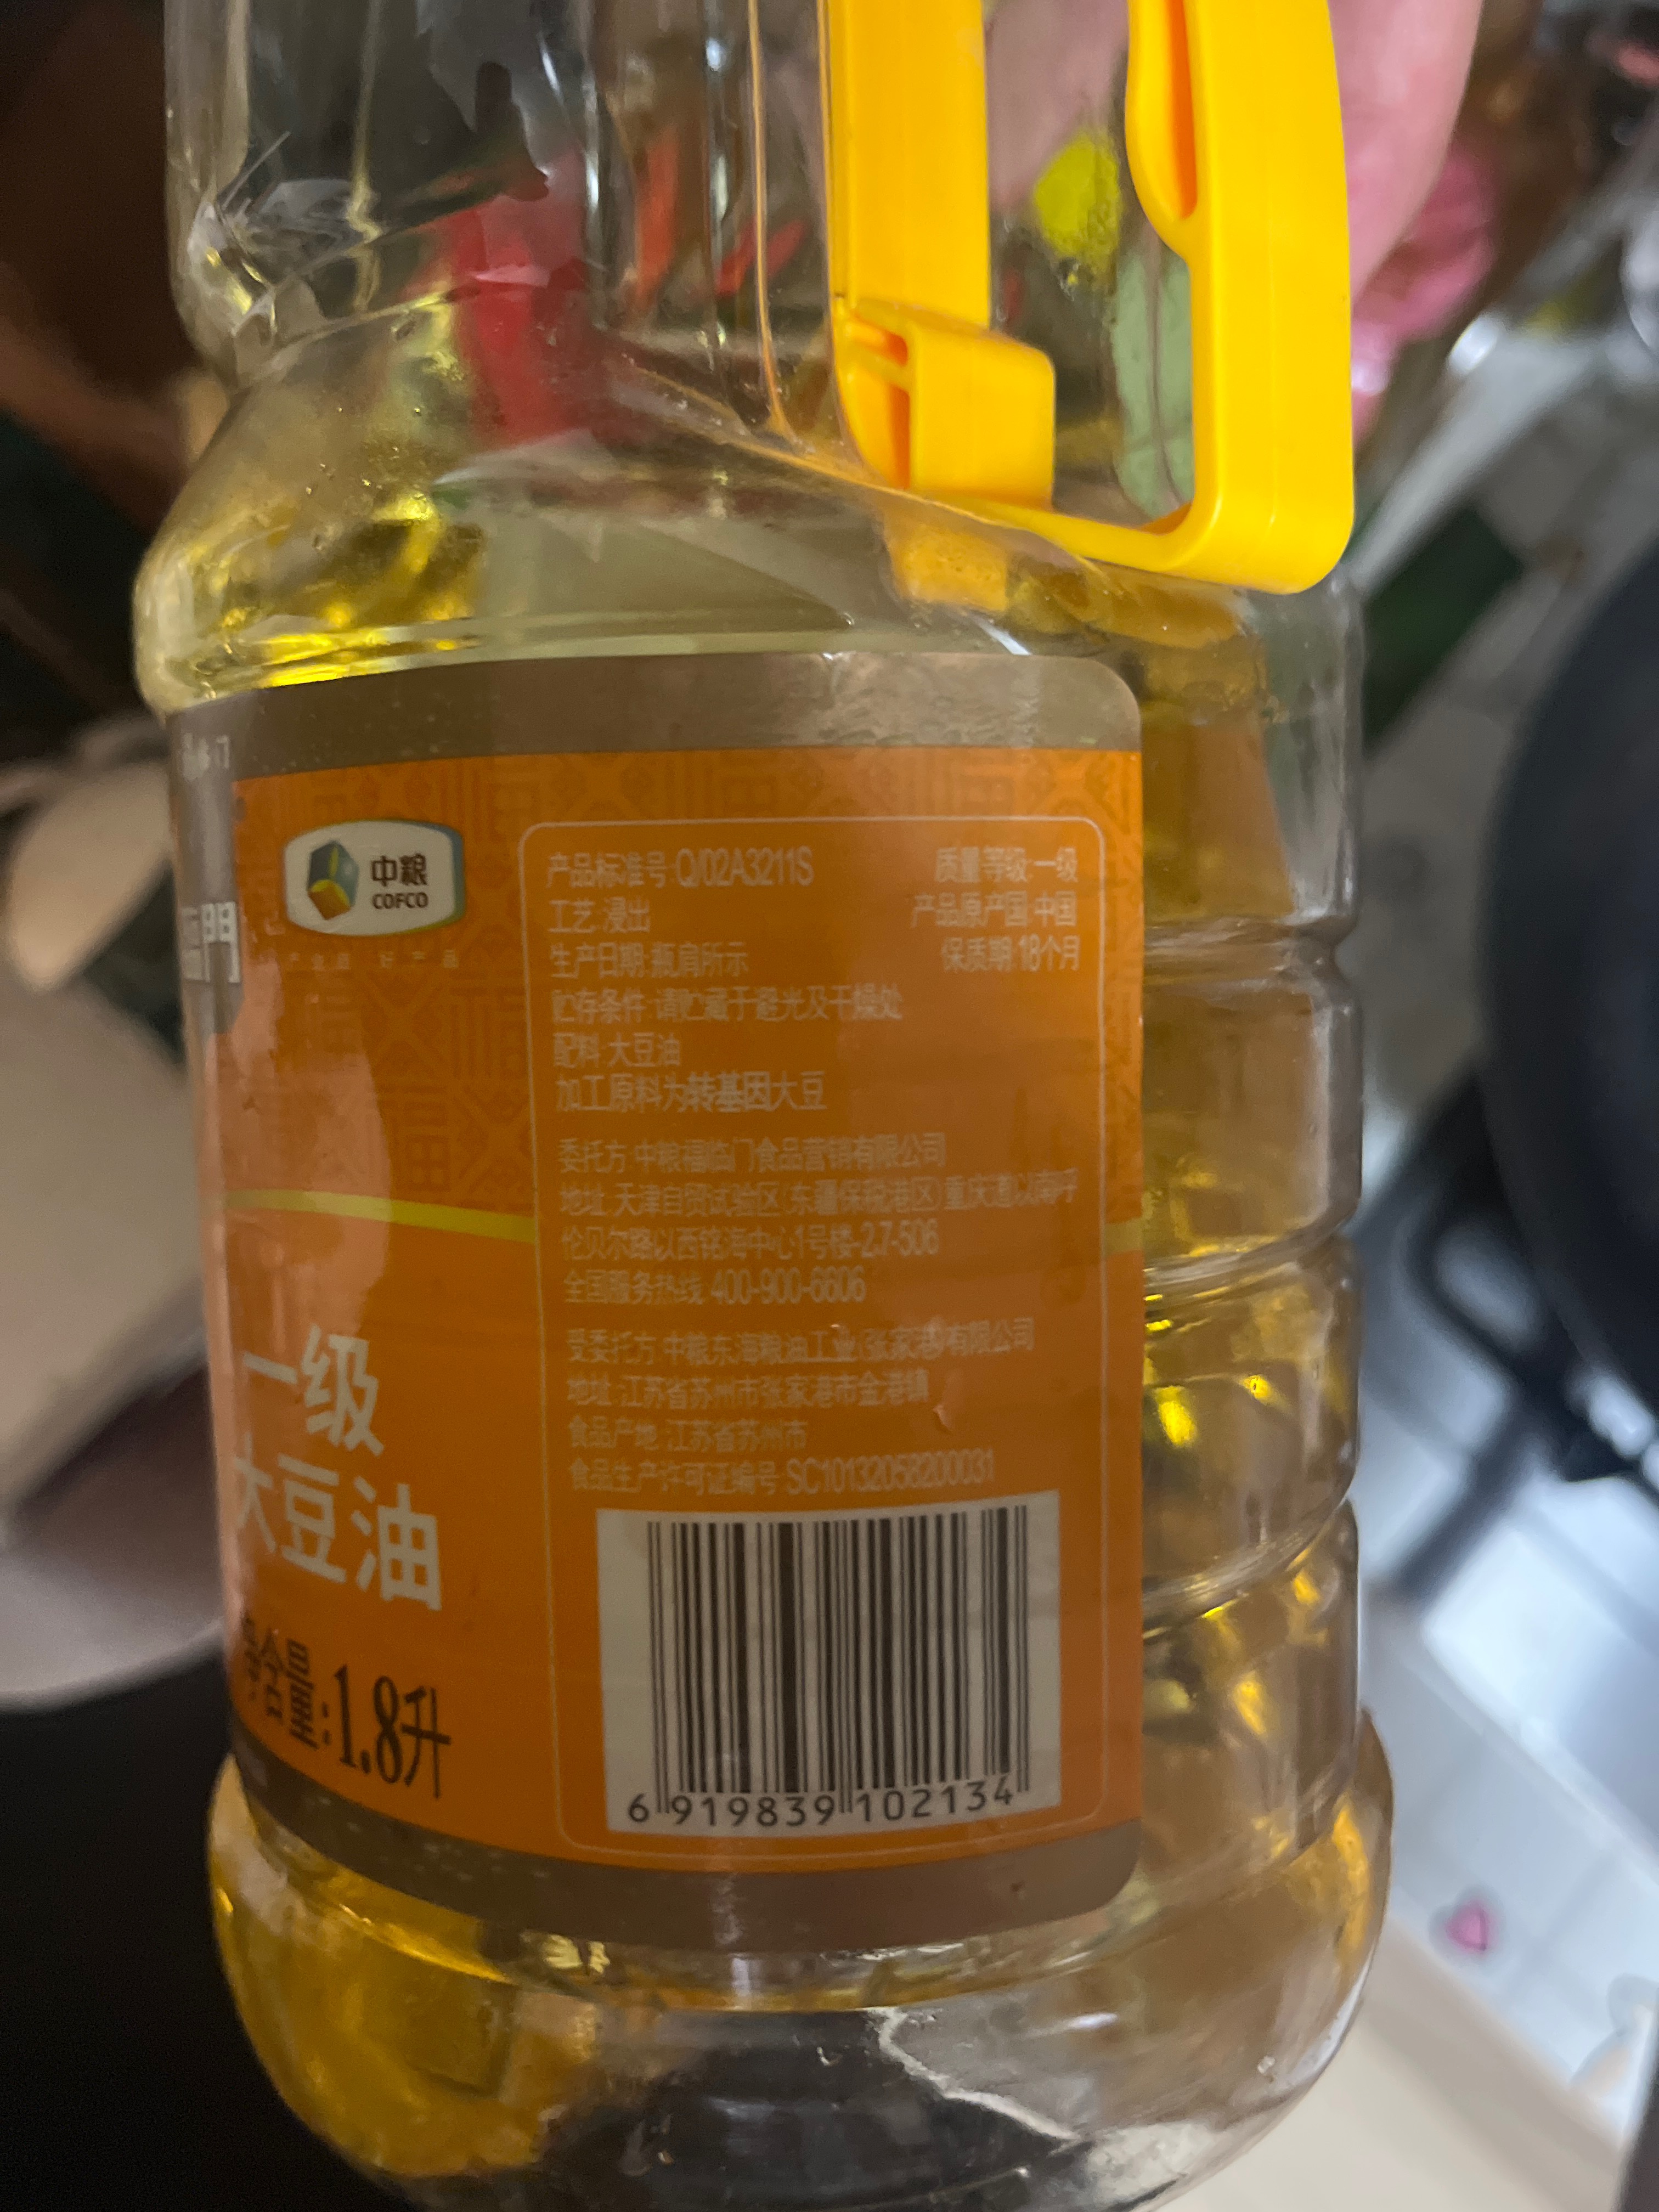 中粮
COFCO
門
一级
大豆油
含量:1.8升
产品标准号:Q/02A3211S 质量等级:一级
工艺:浸出 产品原产国:中国
生产日期:瓶肩所示 保质期:18个月
贮存条件:请贮藏于避光及干燥处
配料:大豆油
加工原料为转基因大豆
委托方:中粮福临门食品营销有限公司
地址:天津自贸试验区(东疆保税港区)重庆道以南,呼
伦贝尔路以西铭海中心1号楼-2,7-506
全国服务热线:400-900-6606
受委托方:中粮东海粮油工业(张家港)有限公司
地址:江苏省苏州市张家港市金港镇
食品产地:江苏省苏州市
食品生产许可证编号:SC10132058200031
6 919839 102134